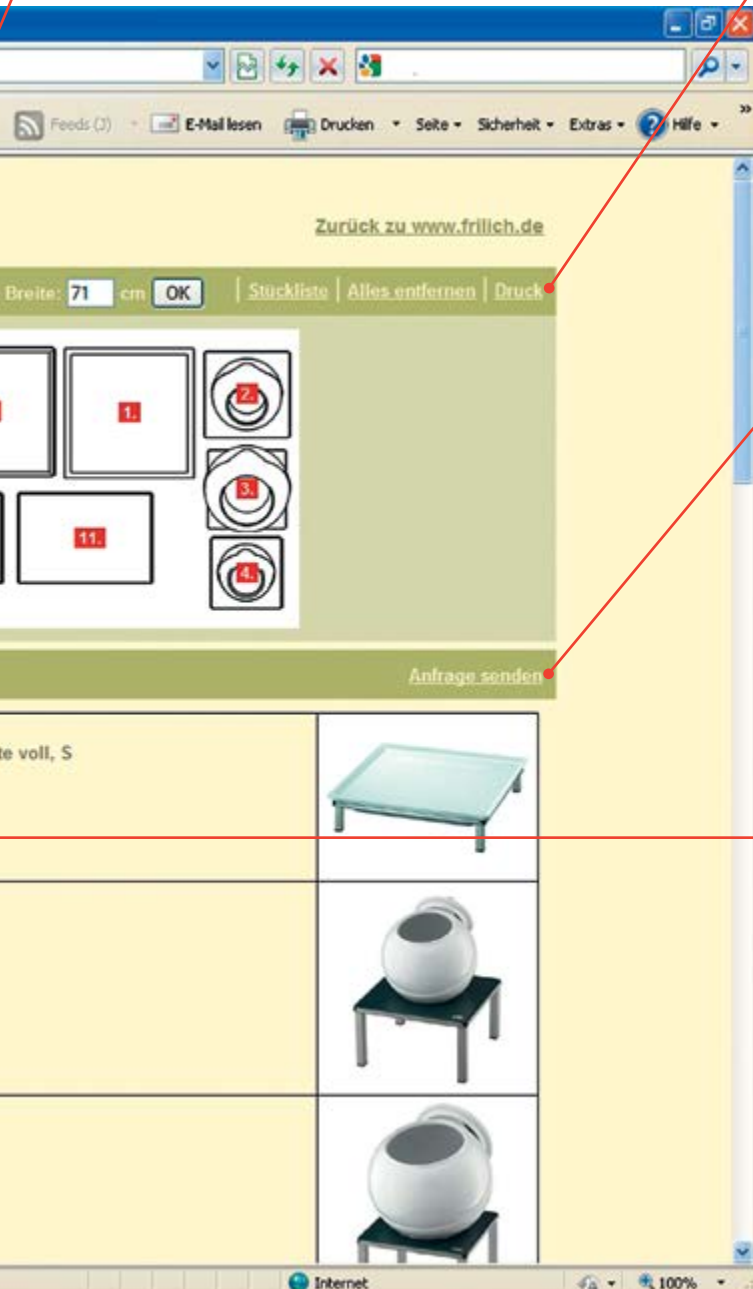 Feeds (J) E-Mail lesen Drucken Seite Sicherheit Extras Hilfe »
Zurück zu www.frilich.de
Breite: 71 cm OK | Stückliste | Alles entfernen | Druck
1. 2.
3.
11.
4.
Anfrage senden
te voll, S
Internet 100%